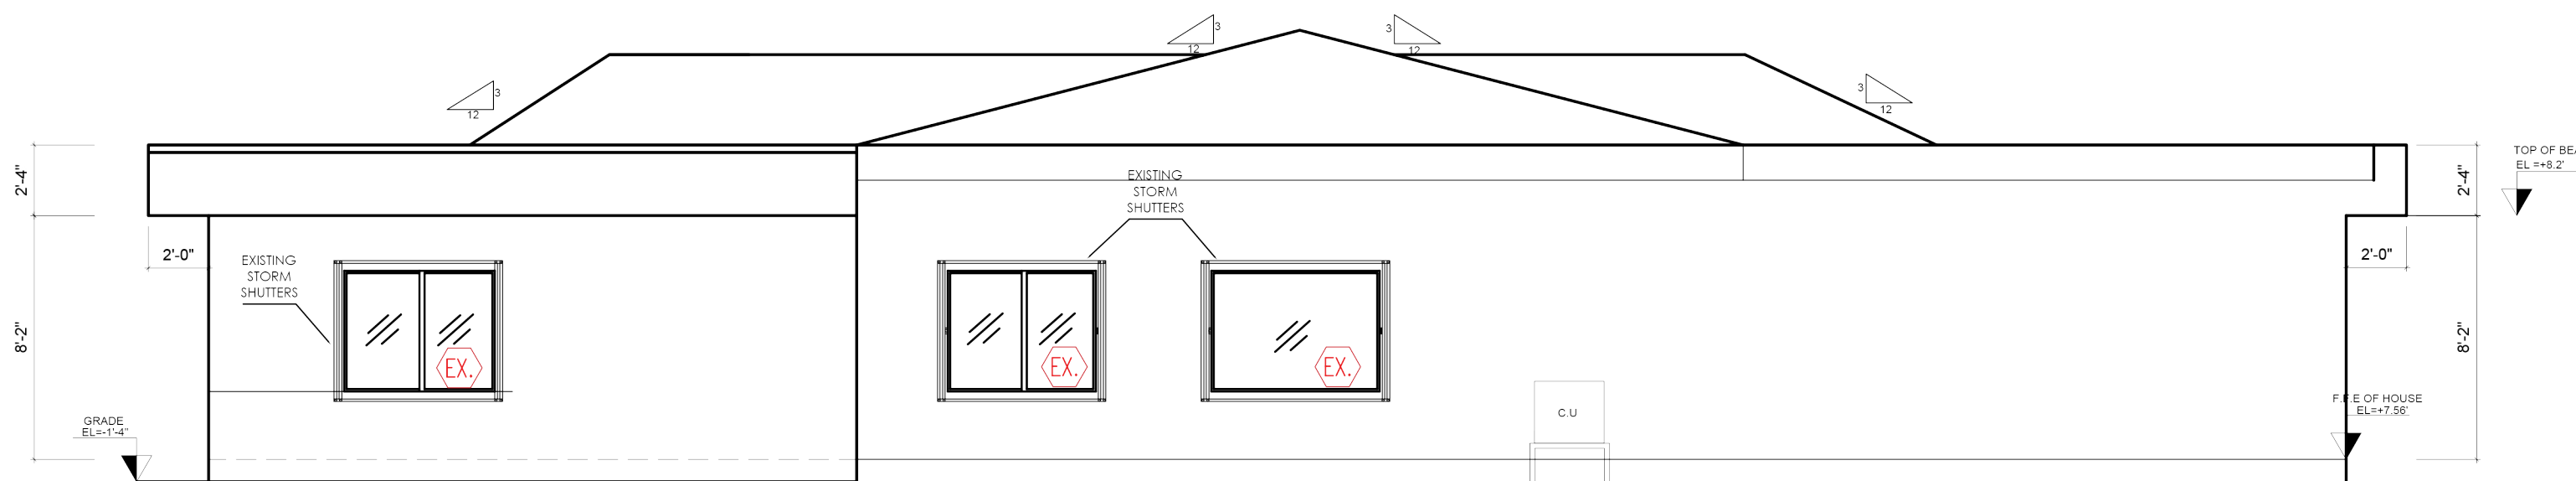 3
12
3
12
3
12
3
12
2'-4"
8'-2"
2'-0"
EXISTING
STORM
SHUTTERS
EX.
GRADE
EL=-1'-4"
EXISTING
STORM
SHUTTERS
EX.
EX.
C.U
2'-0"
2'-4"
8'-2"
TOP OF BEA
EL =+8.2'
F.F.E OF HOUSE
EL=+7.56'